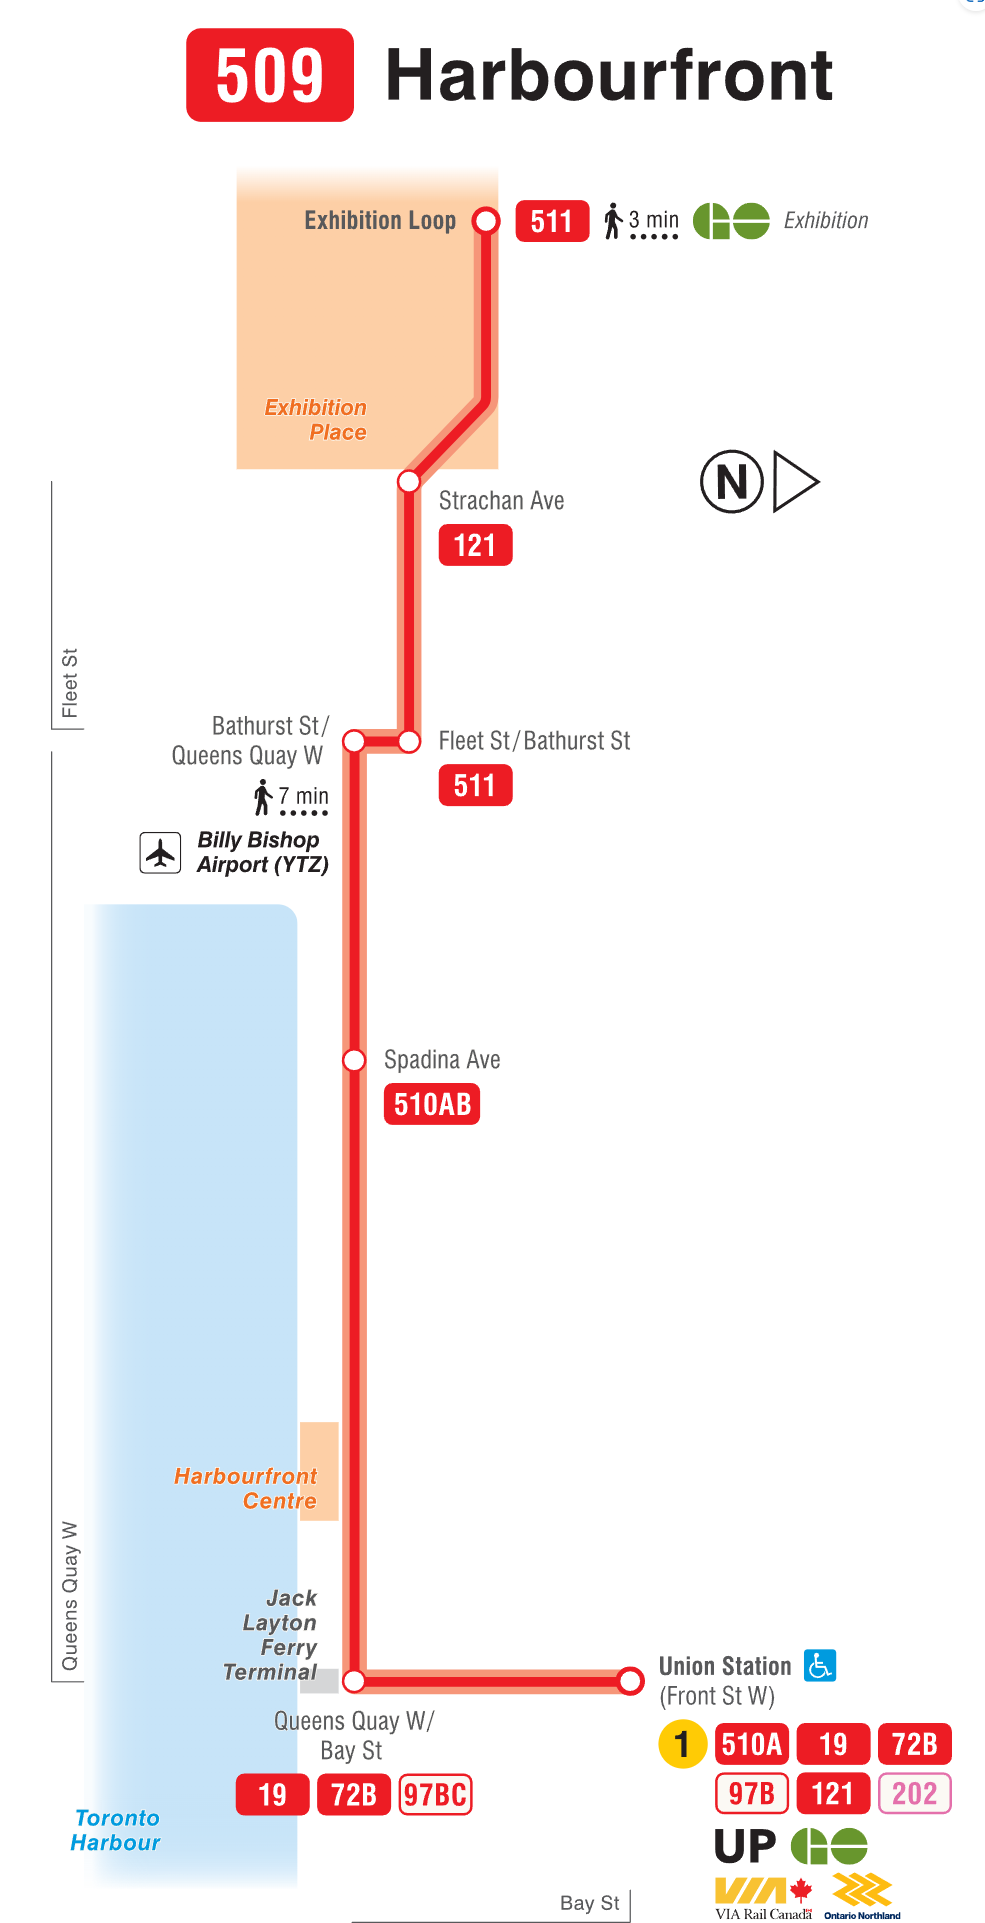 509 Harbourfront
Exhibition Loop 511 3 min GO Exhibition
Exhibition
Place
N
Strachan Ave
121
Fleet St
Bathurst St/
Queens Quay W
Fleet St/Bathurst St
511
7 min
Billy Bishop
Airport (YTZ)
Spadina Ave
510AB
Harbourfront
Centre
Queens Quay W
Jack
Layton
Ferry
Terminal
Union Station
(Front St W)
Queens Quay W/
Bay St
19 72B 97BC
1 510A 19 72B
97B 121 202
UP GO
VIA
VIA Rail Canada
Ontario Northland
Toronto
Harbour
Bay St